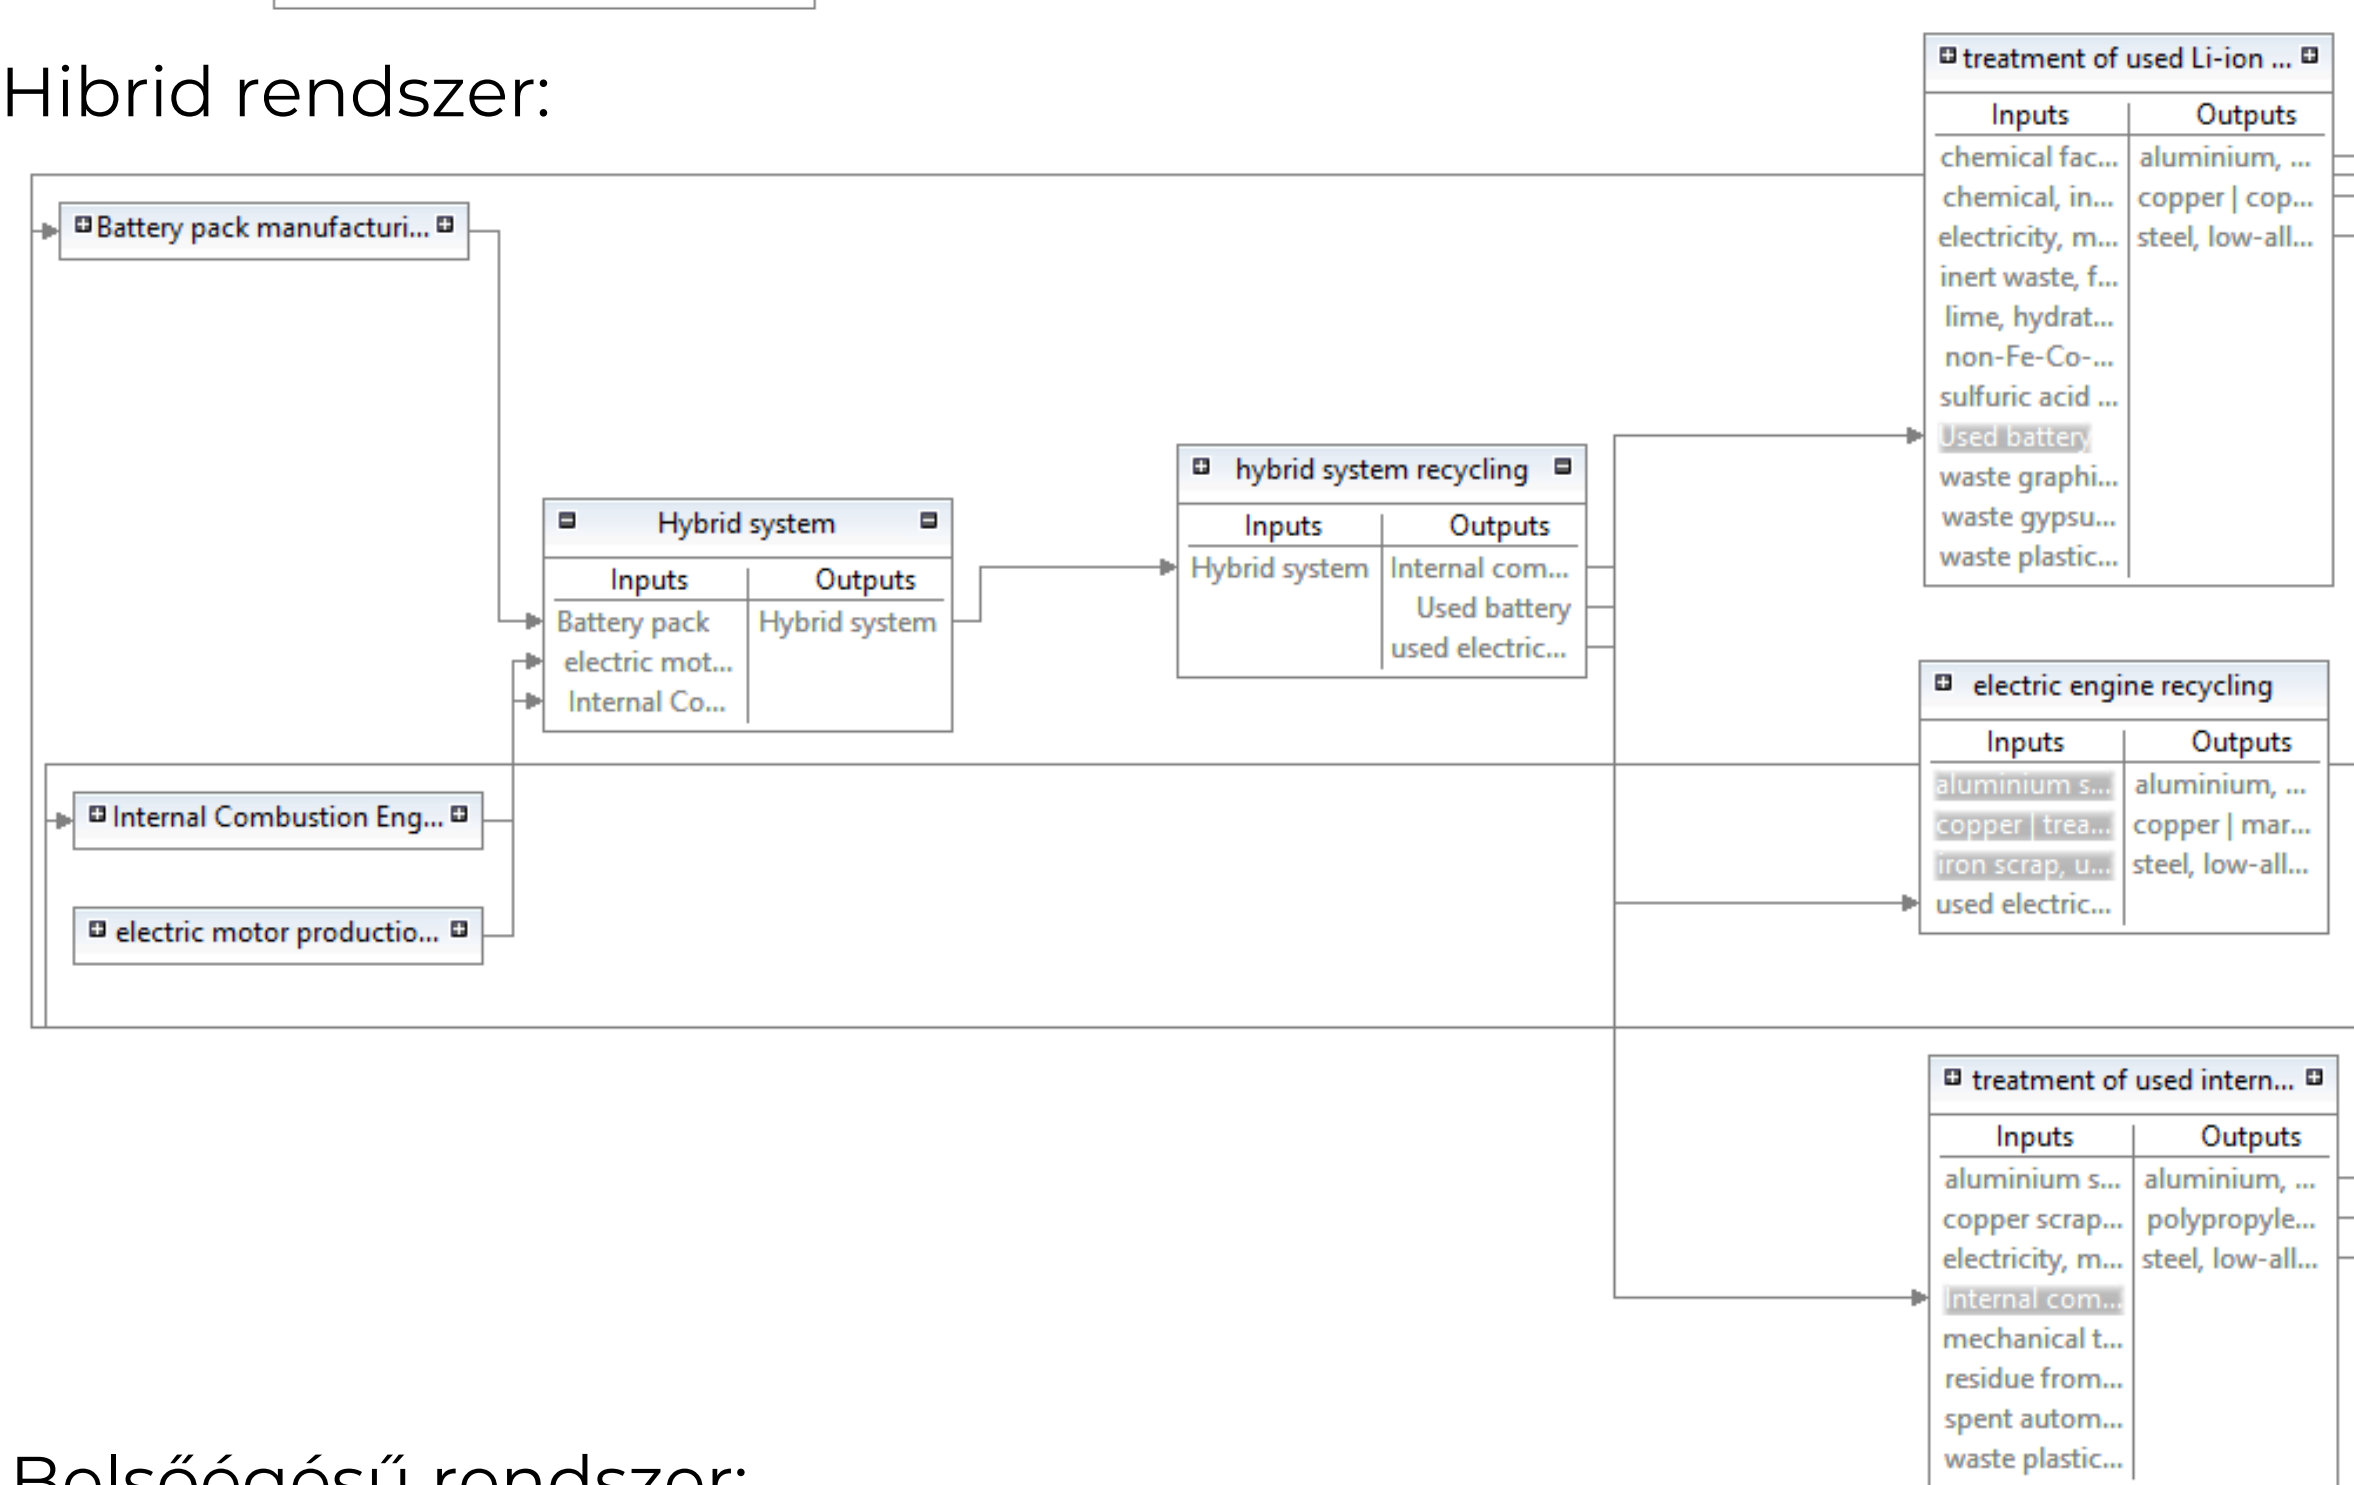 Hibrid rendszer:
Battery pack manufacturi...
Hybrid system
Inputs Outputs
Battery pack Hybrid system
electric mot...
Internal Co...
Internal Combustion Eng...
electric motor productio...
hybrid system recycling
Inputs Outputs
Hybrid system Internal com...
Used battery
used electric...
treatment of used Li-ion ...
Inputs Outputs
chemical fac... aluminium, ...
chemical, in... copper | cop...
electricity, m... steel, low-all...
inert waste, f...
lime, hydrat...
non-Fe-Co-...
sulfuric acid ...
Used battery
waste graphi...
waste gypsu...
waste plastic...
electric engine recycling
Inputs Outputs
aluminium s... aluminium, ...
copper | trea... copper | mar...
iron scrap, u... steel, low-all...
used electric...
treatment of used intern...
Inputs Outputs
aluminium s... aluminium, ...
copper scrap... polypropyle...
electricity, m... steel, low-all...
Internal com...
mechanical t...
residue from...
spent autom...
waste plastic...
Belsőégésű rendszer: